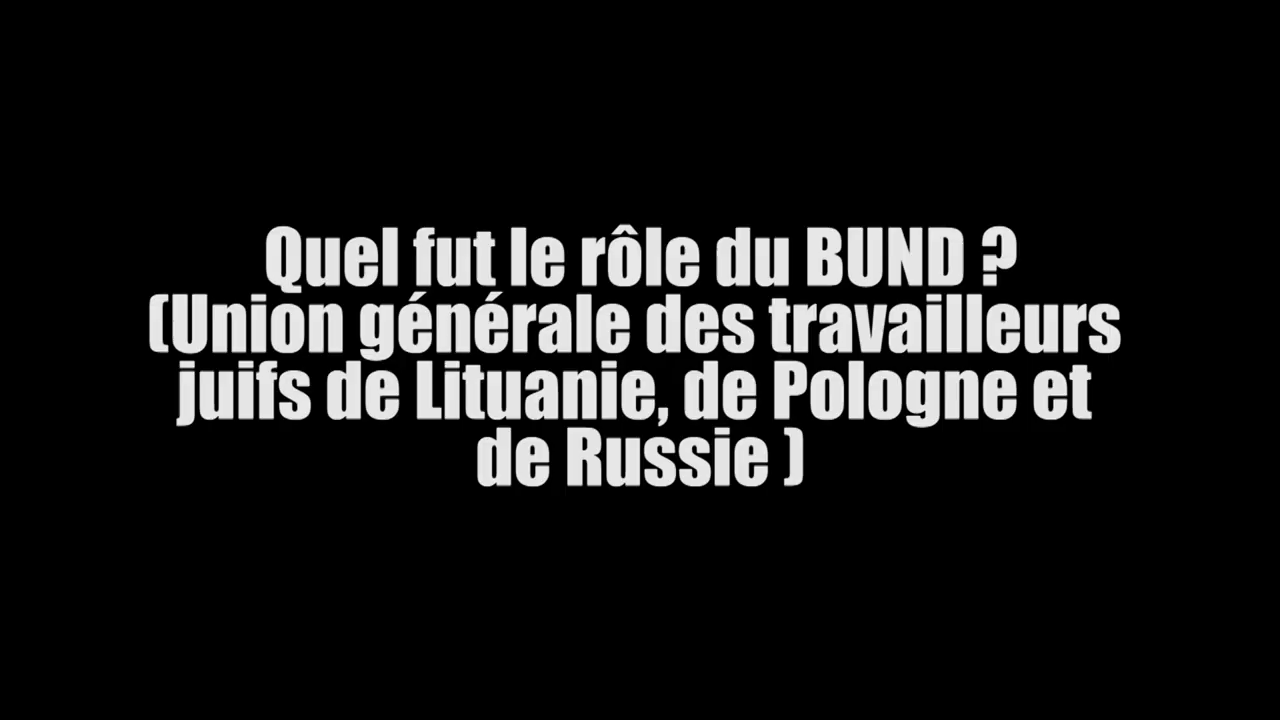 Quel fut le rôle du BUND ?
(Union générale des travailleurs
juifs de Lituanie, de Pologne et
de Russie )